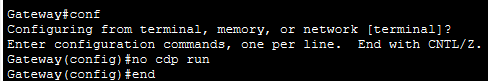 Gateway#conf
Configuring from terminal, memory, or network [terminal]?
Enter configuration commands, one per line.  End with CNTL/Z.
Gateway(config)#no cdp run
Gateway(config)#end